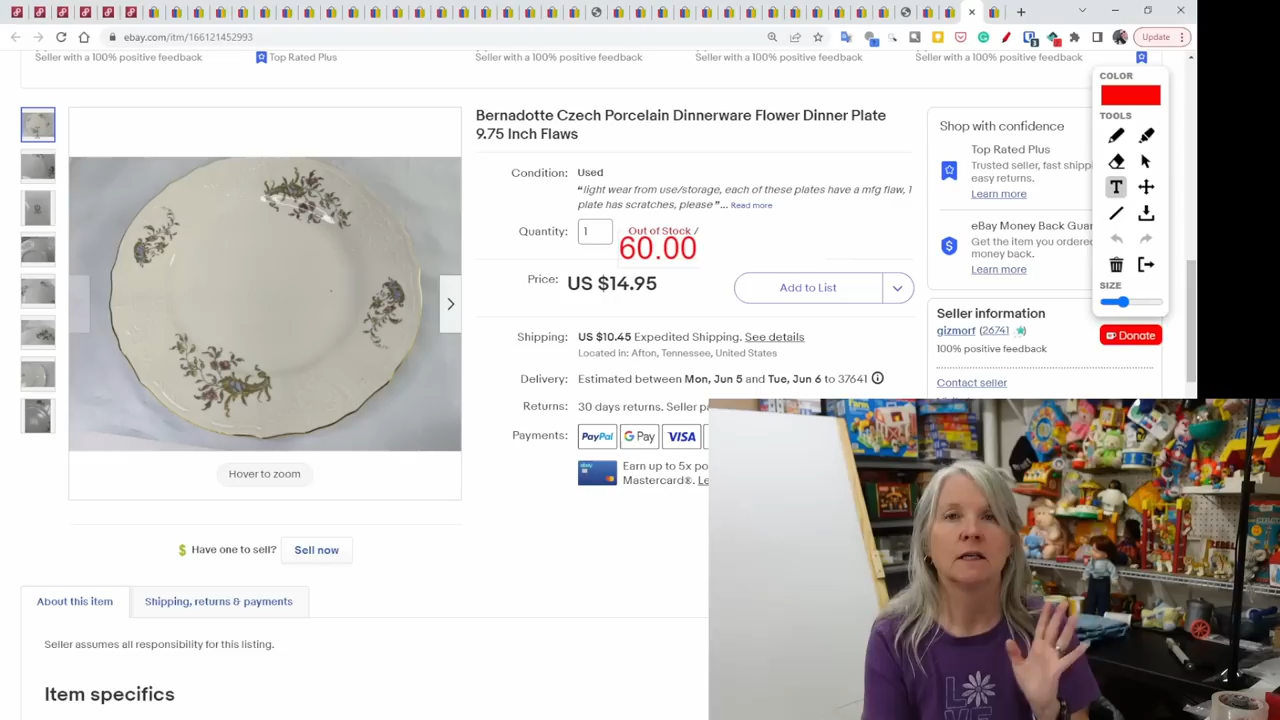 ebay.com/itm/166121452993
Update
Seller with a 100% positive feedback
Top Rated Plus
Seller with a 100% positive feedback
Seller with a 100% positive feedback
Seller with a 100% positive feedback
COLOR
TOOLS
T
SIZE
Bernadotte Czech Porcelain Dinnerware Flower Dinner Plate
9.75 Inch Flaws
Condition: Used
"light wear from use/storage, each of these plates have a mfg flaw, 1
plate has scratches, please"... Read more
Quantity: 1 Out of Stock /
60.00
Price: US $14.95
Add to List
Shipping: US $10.45 Expedited Shipping. See details
Located in: Afton, Tennessee, United States
Delivery: Estimated between Mon, Jun 5 and Tue, Jun 6 to 37641
Returns: 30 days returns. Seller pa
Payments: PayPal G Pay VISA
ebay
Earn up to 5x po
Mastercard®. Le
Shop with confidence
Top Rated Plus
Trusted seller, fast shippi
easy returns.
Learn more
eBay Money Back Guar
Get the item you ordered
money back.
Learn more
Seller information
gizmorf (26741)
100% positive feedback
Donate
Contact seller
Hover to zoom
Have one to sell? Sell now
About this item
Shipping, returns & payments
Seller assumes all responsibility for this listing.
Item specifics
LOVE